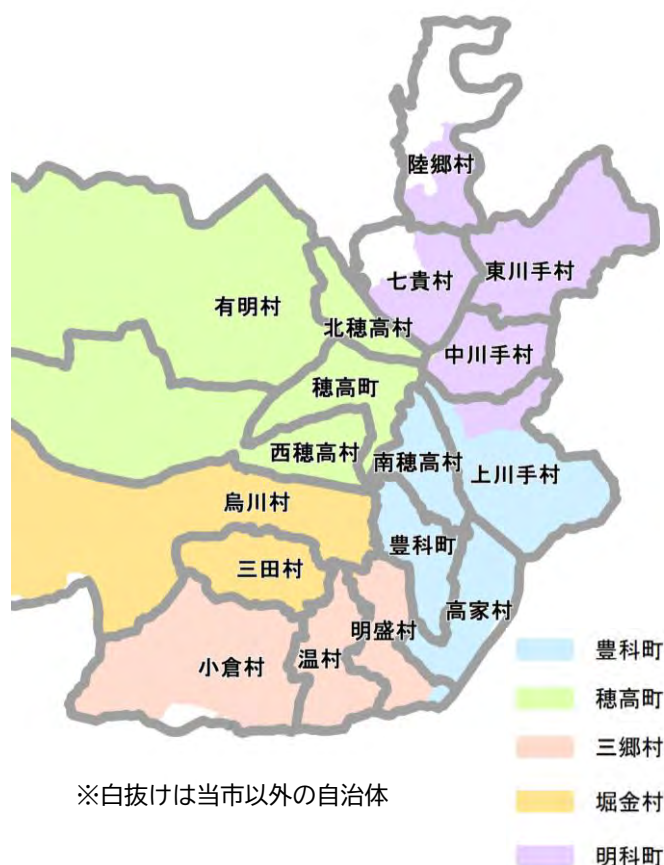 陸郷村
七貴村
東川手村
有明村
北穂高村
中川手村
穂高町
西穂高村
南穂高村
上川手村
烏川村
豊科町
三田村
高家村
明盛村
温村
小倉村
豊科町
穂高町
三郷村
堀金村
明科町
※白抜けは当市以外の自治体